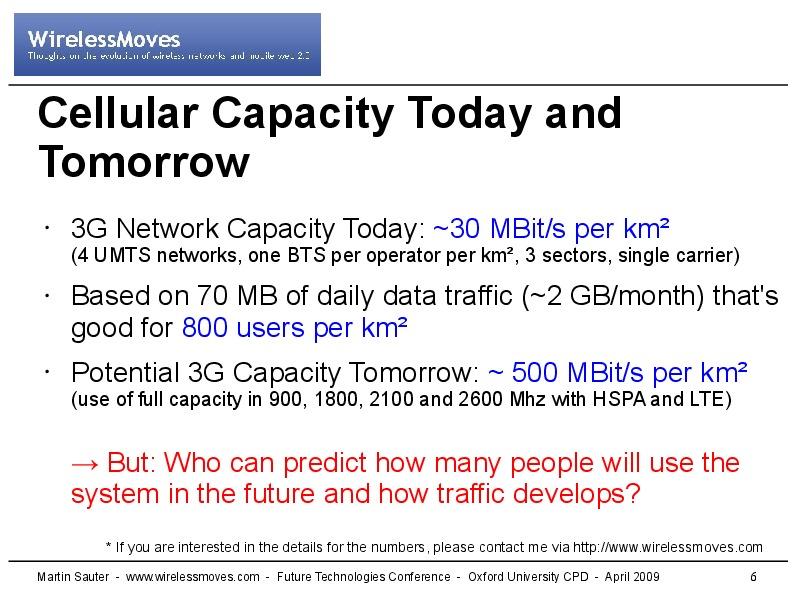 WirelessMoves
Thoughts on the evolution of wireless networks and mobile web 2.0
Cellular Capacity Today and
Tomorrow
· 3G Network Capacity Today: ~30 MBit/s per km²
(4 UMTS networks, one BTS per operator per km², 3 sectors, single carrier)
· Based on 70 MB of daily data traffic (~2 GB/month) that's
good for 800 users per km²
· Potential 3G Capacity Tomorrow: ~ 500 MBit/s per km²
(use of full capacity in 900, 1800, 2100 and 2600 Mhz with HSPA and LTE)
→ But: Who can predict how many people will use the
system in the future and how traffic develops?
* If you are interested in the details for the numbers, please contact me via http://www.wirelessmoves.com
Martin Sauter - www.wirelessmoves.com - Future Technologies Conference - Oxford University CPD - April 2009 6